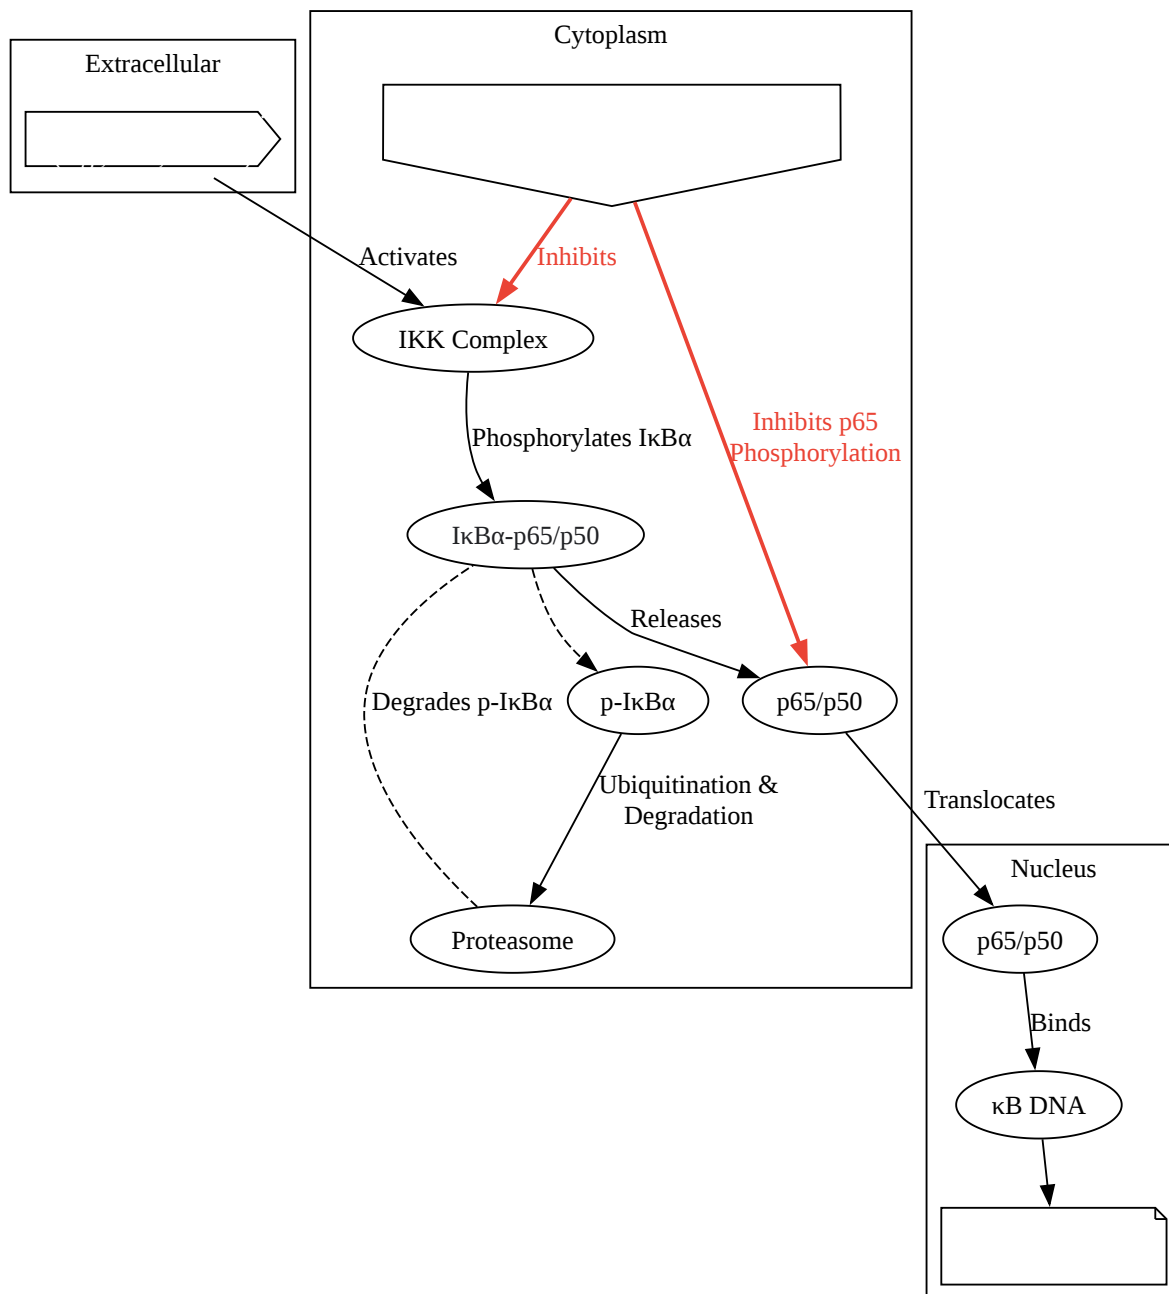 Cytoplasm
Extracellular
Activates
Inhibits
IKK Complex
Inhibits p65
Phosphorylation
Phosphorylates IκBα
IκBα-p65/p50
Releases
Degrades p-IκBα
p-IκBα
p65/p50
Ubiquitination &
Degradation
Translocates
Nucleus
Proteasome
p65/p50
Binds
κB DNA